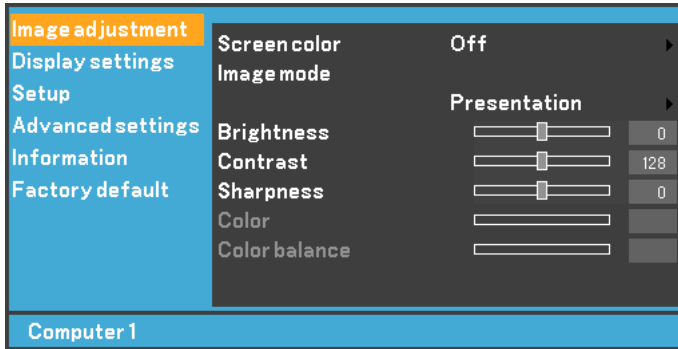 Image adjustment
Display settings
Setup
Advanced settings
Information
Factory default
Screen color Off
Image mode
Presentation
Brightness 0
Contrast 128
Sharpness 0
Color
Color balance
Computer 1